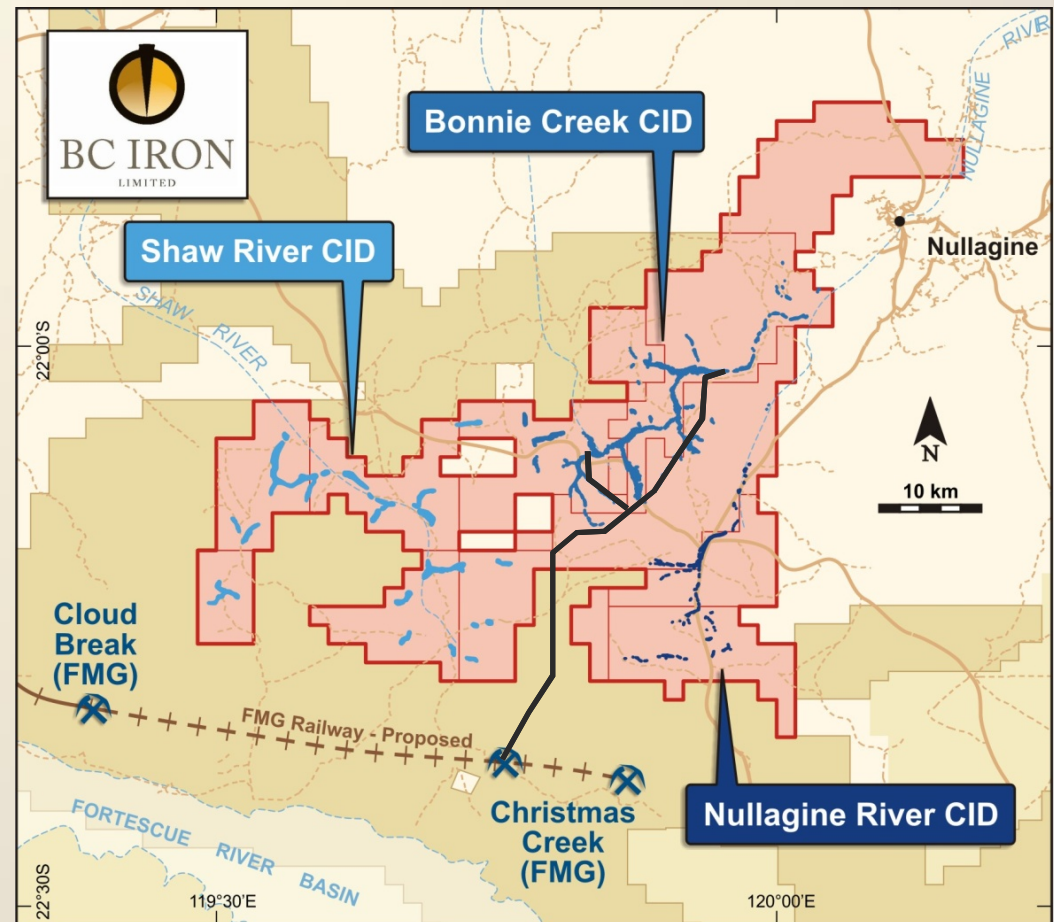 BC IRON
LIMITED
Bonnie Creek CID
Shaw River CID
RIVER
NULLAGINE
Nullagine
SHAW RIVER
22°00'S
N
10 km
Cloud
Break
(FMG)
FMG Railway - Proposed
Christmas
Creek
(FMG)
Nullagine River CID
FORTESCUE RIVER BASIN
22°30S
119°30'E
120°00'E